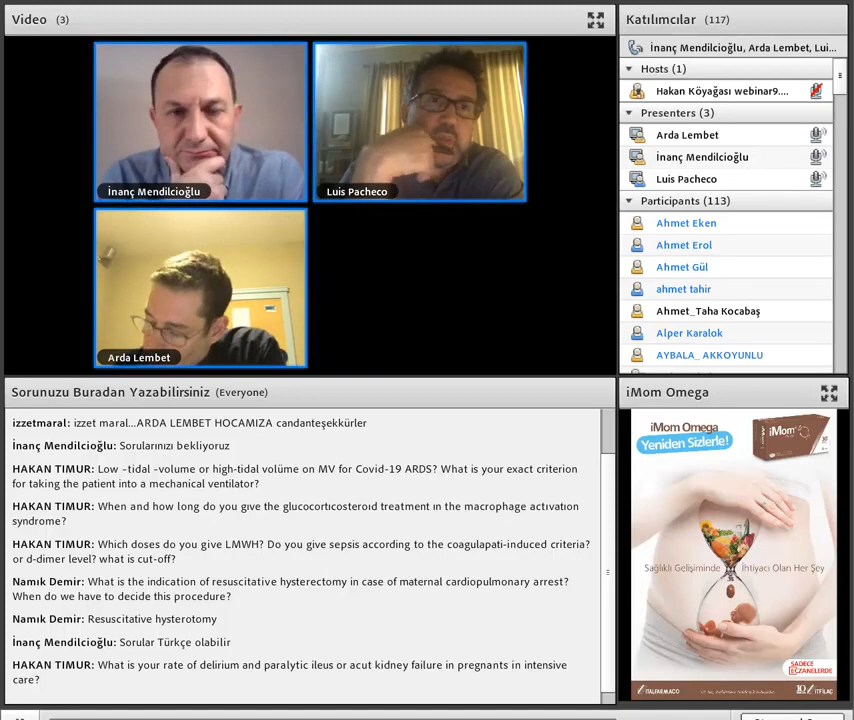 Video (3)
İnanç Mendilcioğlu
Luis Pacheco
Arda Lembet
Katılımcılar (117)
İnanç Mendilcioğlu, Arda Lembet, Lui...
Hosts (1)
Hakan Köyağası webinar9....
Presenters (3)
Arda Lembet
İnanç Mendilcioğlu
Luis Pacheco
Participants (113)
Ahmet Eken
Ahmet Erol
Ahmet Gül
ahmet tahir
Ahmet_Taha Kocabaş
Alper Karalok
AYBALA_ AKKOYUNLU
Sorunuzu Buradan Yazabilirsiniz (Everyone)
izzetmaral: izzet maral...ARDA LEMBET HOCAMIZA candanteşekkürler
İnanç Mendilcioğlu: Sorularınızı bekliyoruz
HAKAN TIMUR: Low -tidal -volume or high-tidal volüme on MV for Covid-19 ARDS? What is your exact criterion
for taking the patient into a mechanical ventilator?
HAKAN TIMUR: When and how long do you gıve the glucocortıcosteroıd treatment ın the macrophage actıvatıon
syndrome?
HAKAN TIMUR: Which doses do you give LMWH? Do you give sepsis according to the coagulapati-induced criteria?
or d-dimer level? what is cut-off?
Namık Demir: What is the indication of resuscitative hysterectomy in case of maternal cardiopulmonary arrest?
When do we have to decide this procedure?
Namık Demir: Resuscitative hysterotomy
İnanç Mendilcioğlu: Sorular Türkçe olabilir
HAKAN TIMUR: What is your rate of delirium and paralytic ileus or acut kidney failure in pregnants in intensive
care?
iMom Omega
iMom Omega
Yeniden Sizlerle!
iMom
Sağlıklı Gelişiminde İhtiyacı Olan Her Şey
SADECE
ECZANELERDE
ITALFARMACO